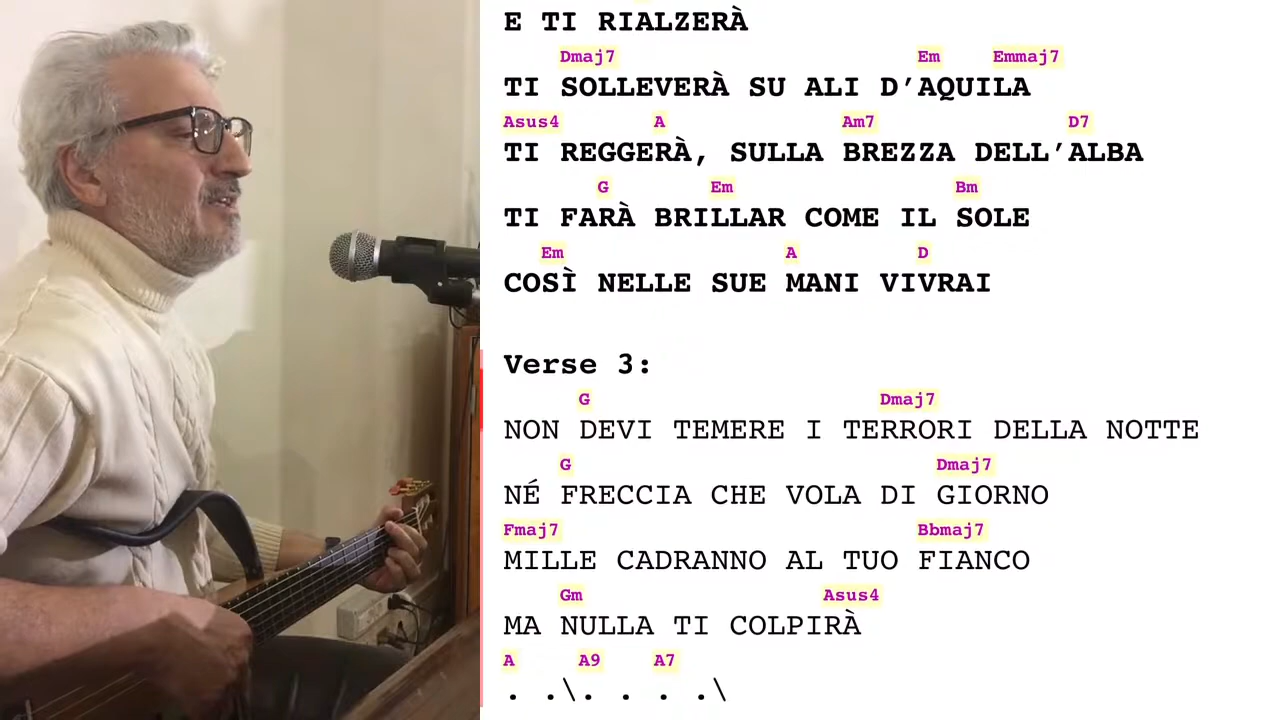 E TI RIALZERÀ
Dmaj7 Em Emmaj7
TI SOLLEVERÀ SU ALI D’AQUILA
Asus4 A Am7 D7
TI REGGERÀ, SULLA BREZZA DELL’ALBA
G Em Bm
TI FARÀ BRILLAR COME IL SOLE
Em A D
COSÌ NELLE SUE MANI VIVRAI
Verse 3:
G Dmaj7
NON DEVI TEMERE I TERRORI DELLA NOTTE
G Dmaj7
NÉ FRECCIA CHE VOLA DI GIORNO
Fmaj7 Bbmaj7
MILLE CADRANNO AL TUO FIANCO
Gm Asus4
MA NULLA TI COLPIRÀ
A A9 A7
. .\. . . .\